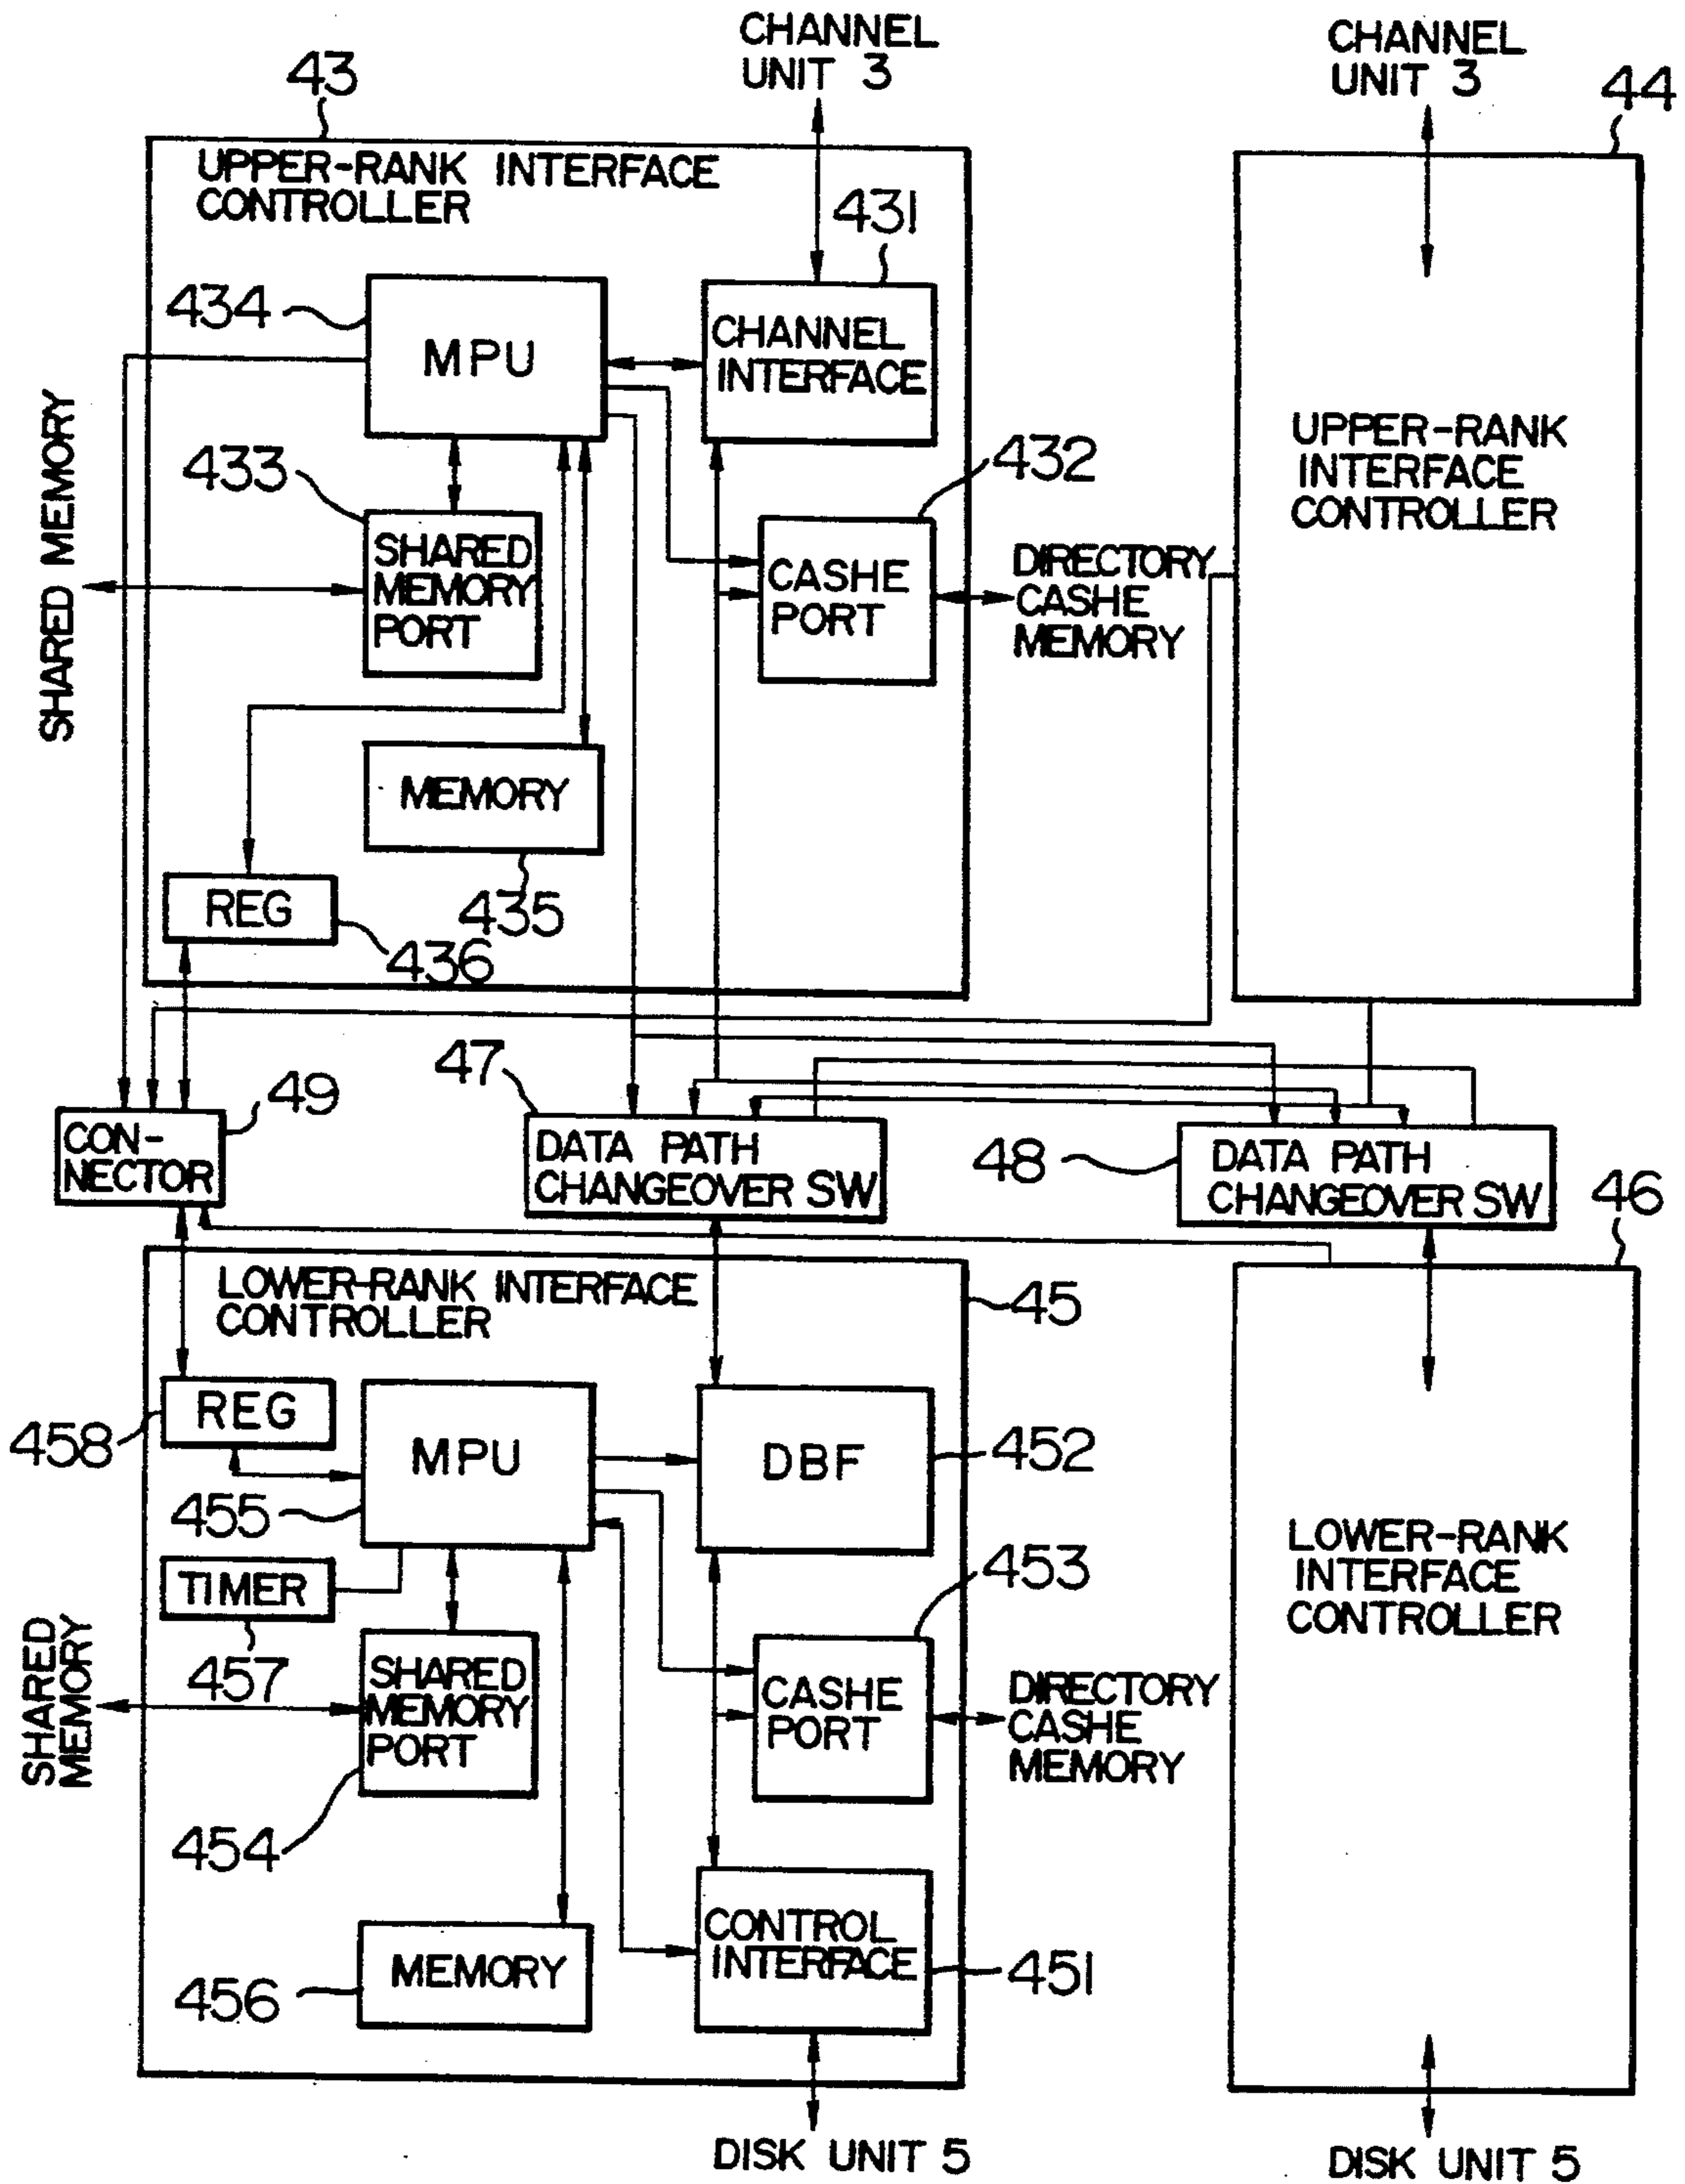 CHANNEL
UNIT 3
CHANNEL
UNIT 3
43
44
UPPER-RANK INTERFACE
CONTROLLER
431
434
MPU
CHANNEL
INTERFACE
433
432
SHARED MEMORY
SHARED
MEMORY
PORT
CASHE
PORT
DIRECTORY
CASHE
MEMORY
UPPER-RANK
INTERFACE
CONTROLLER
MEMORY
435
REG
436
47
49
CON-
NECTOR
DATA PATH
CHANGEOVER SW
48
DATA PATH
CHANGEOVER SW
46
LOWER-RANK INTERFACE
CONTROLLER
45
REG
458
MPU
455
DBF
452
TIMER
457
453
SHARED
MEMORY
SHARED
MEMORY
PORT
454
CASHE
PORT
DIRECTORY
CASHE
MEMORY
LOWER-RANK
INTERFACE
CONTROLLER
MEMORY
456
CONTROL
INTERFACE
451
DISK UNIT 5
DISK UNIT 5